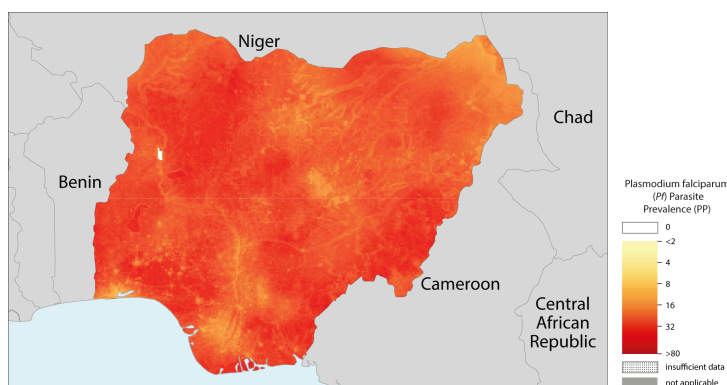 Niger
Chad
Benin
Cameroon
Central
African
Republic
Plasmodium falciparum
(Pf) Parasite
Prevalence (PP)
0
<2
4
8
16
32
>80
insufficient data
not applicable